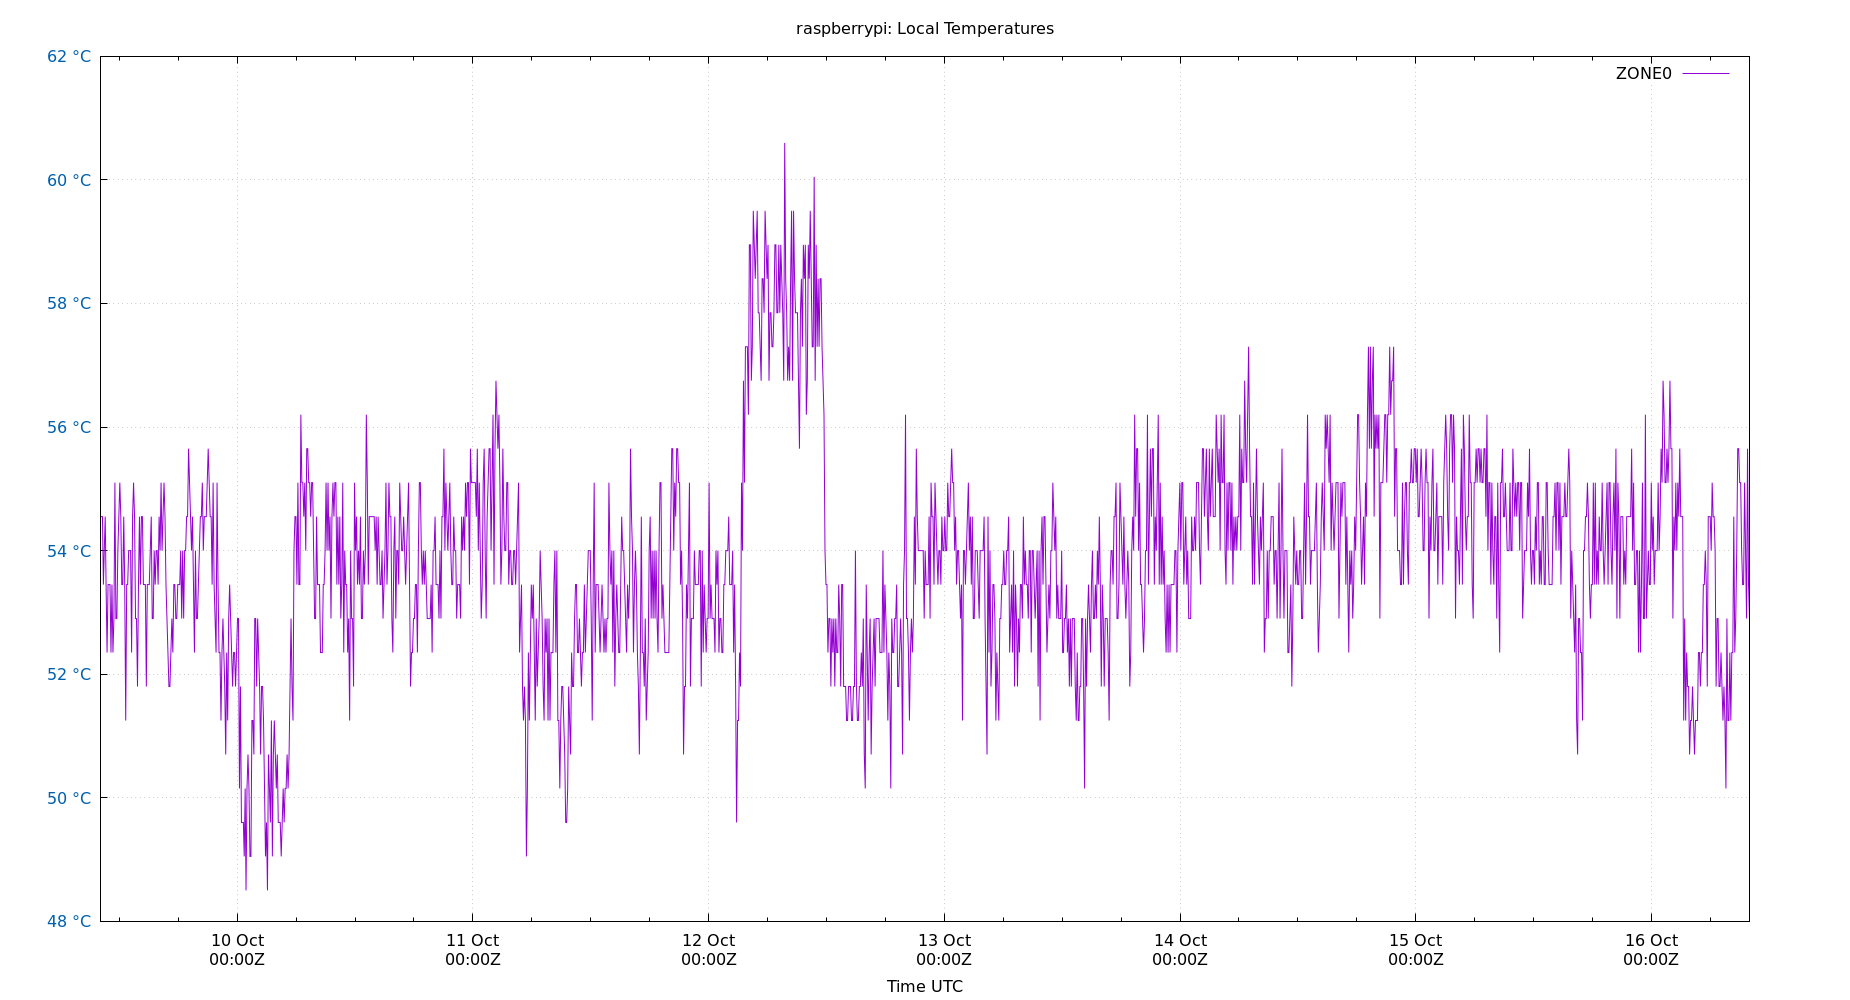 raspberrypi: Local Temperatures
62 °C
ZONE0
60 °C
58 °C
56 °C
54 °C
52 °C
50 °C
48 °C
10 Oct 11 Oct 12 Oct 13 Oct 14 Oct 15 Oct 16 Oct
00:00Z 00:00Z 00:00Z 00:00Z 00:00Z 00:00Z 00:00Z
Time UTC